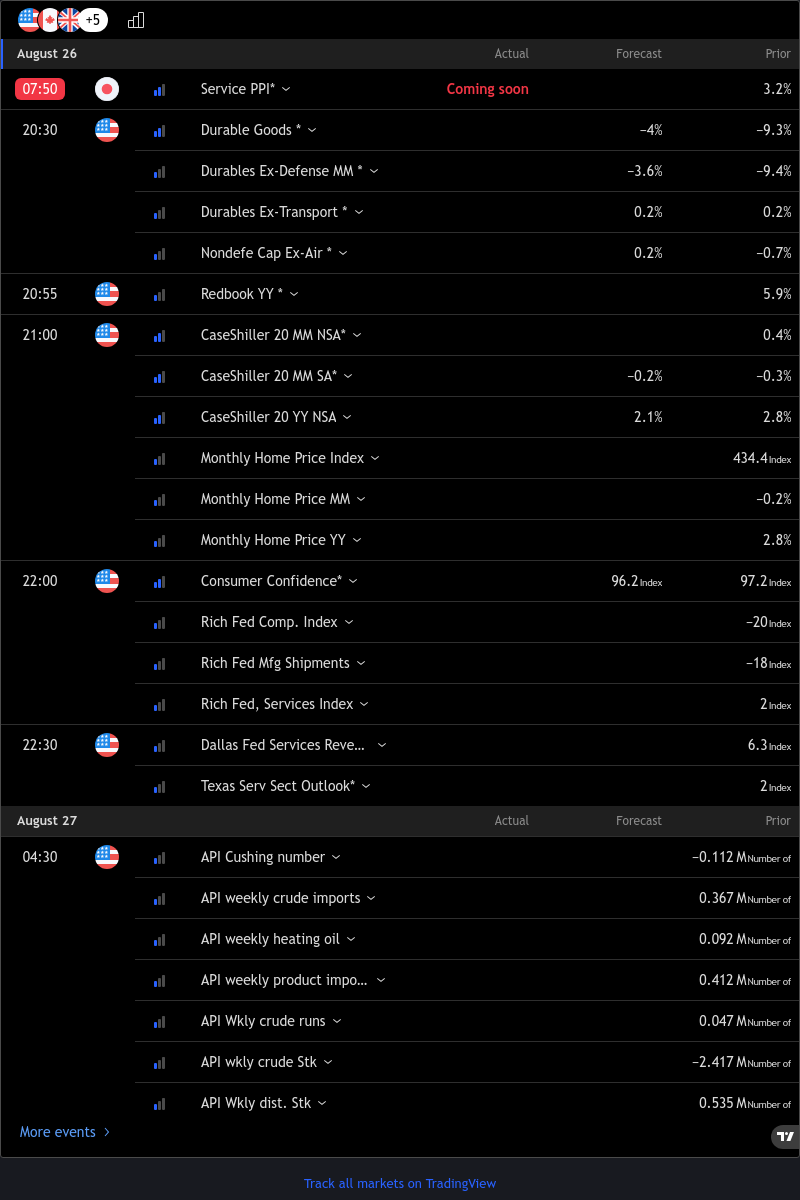 +5
August 26 Actual Forecast Prior
07:50 Service PPI* Coming soon 3.2%
20:30 Durable Goods * −4% −9.3%
Durables Ex-Defense MM * −3.6% −9.4%
Durables Ex-Transport * 0.2% 0.2%
Nondefe Cap Ex-Air * 0.2% −0.7%
20:55 Redbook YY * 5.9%
21:00 CaseShiller 20 MM NSA* 0.4%
CaseShiller 20 MM SA* −0.2% −0.3%
CaseShiller 20 YY NSA 2.1% 2.8%
Monthly Home Price Index 434.4 Index
Monthly Home Price MM −0.2%
Monthly Home Price YY 2.8%
22:00 Consumer Confidence* 96.2 Index 97.2 Index
Rich Fed Comp. Index −20 Index
Rich Fed Mfg Shipments −18 Index
Rich Fed, Services Index 2 Index
22:30 Dallas Fed Services Reve… 6.3 Index
Texas Serv Sect Outlook* 2 Index
August 27 Actual Forecast Prior
04:30 API Cushing number −0.112 M Number of
API weekly crude imports 0.367 M Number of
API weekly heating oil 0.092 M Number of
API weekly product impo… 0.412 M Number of
API Wkly crude runs 0.047 M Number of
API wkly crude Stk −2.417 M Number of
API Wkly dist. Stk 0.535 M Number of
More events
Track all markets on TradingView